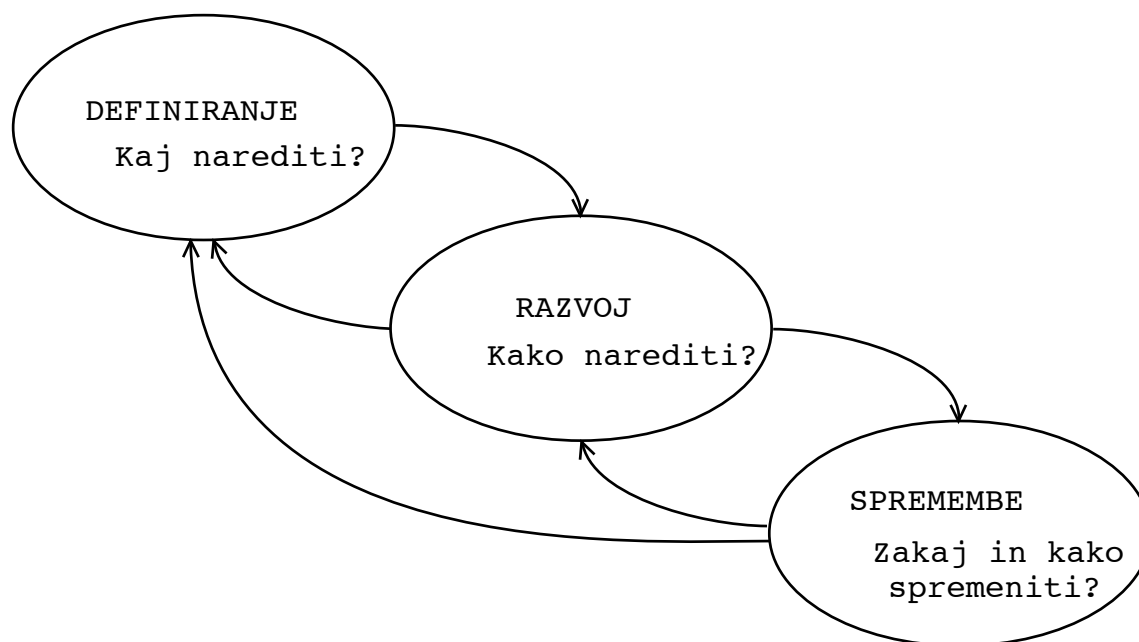 DEFINIRANJE
Kaj narediti?
RAZVOJ
Kako narediti?
SPREMEMBE
Zakaj in kako
spremeniti?